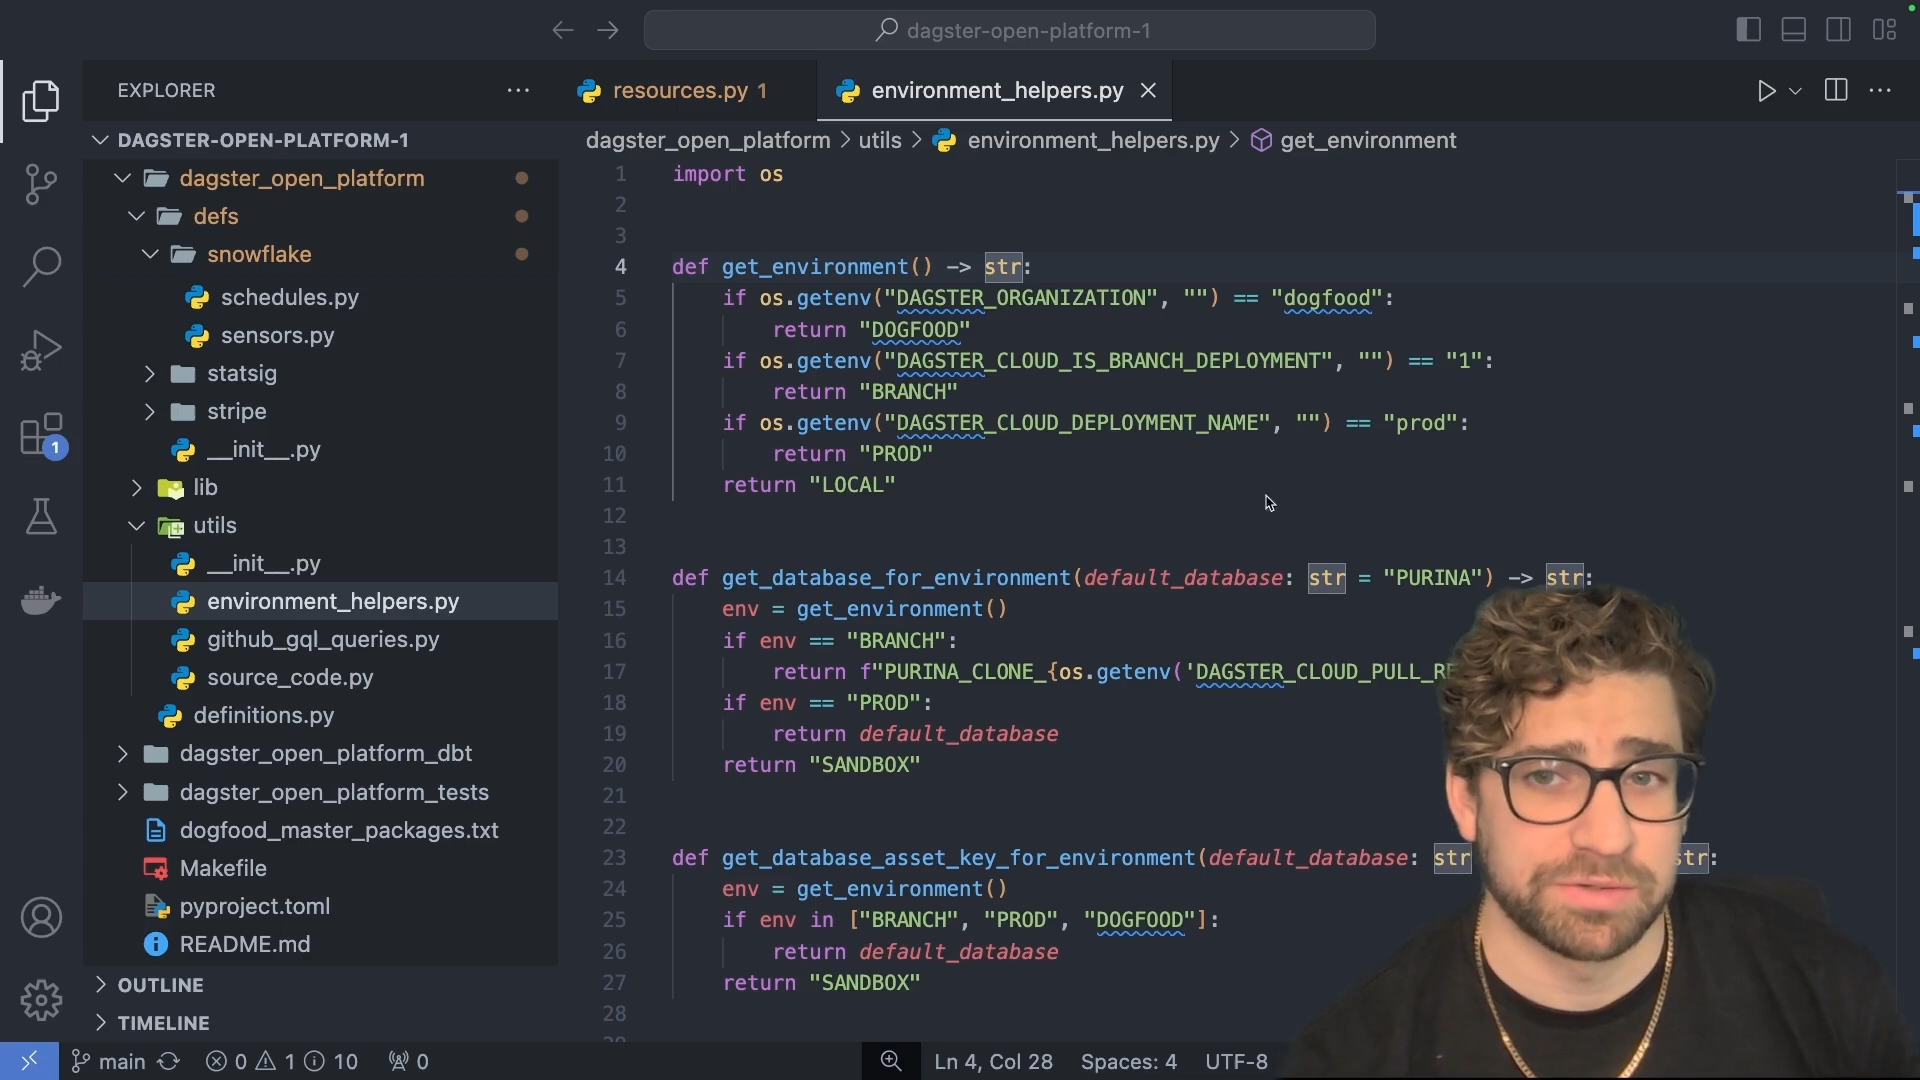 dagster-open-platform-1
EXPLORER
resources.py 1
environment_helpers.py
DAGSTER-OPEN-PLATFORM-1
dagster_open_platform
defs
snowflake
schedules.py
sensors.py
statsig
stripe
__init__.py
lib
utils
__init__.py
environment_helpers.py
github_gql_queries.py
source_code.py
definitions.py
dagster_open_platform_dbt
dagster_open_platform_tests
dogfood_master_packages.txt
Makefile
pyproject.toml
README.md
OUTLINE
TIMELINE
1
dagster_open_platform > utils > environment_helpers.py > get_environment
1 import os
2
3
4 def get_environment() -> str:
5 if os.getenv("DAGSTER_ORGANIZATION", "") == "dogfood":
6 return "DOGFOOD"
7 if os.getenv("DAGSTER_CLOUD_IS_BRANCH_DEPLOYMENT", "") == "1":
8 return "BRANCH"
9 if os.getenv("DAGSTER_CLOUD_DEPLOYMENT_NAME", "") == "prod":
10 return "PROD"
11 return "LOCAL"
12
13
14 def get_database_for_environment(default_database: str = "PURINA") -> str:
15 env = get_environment()
16 if env == "BRANCH":
17 return f"PURINA_CLONE_{os.getenv('DAGSTER_CLOUD_PULL_RE
18 if env == "PROD":
19 return default_database
20 return "SANDBOX"
21
22
23 def get_database_asset_key_for_environment(default_database: str str:
24 env = get_environment()
25 if env in ["BRANCH", "PROD", "DOGFOOD"]:
26 return default_database
27 return "SANDBOX"
28
main 0 1 10 0 Ln 4, Col 28 Spaces: 4 UTF-8